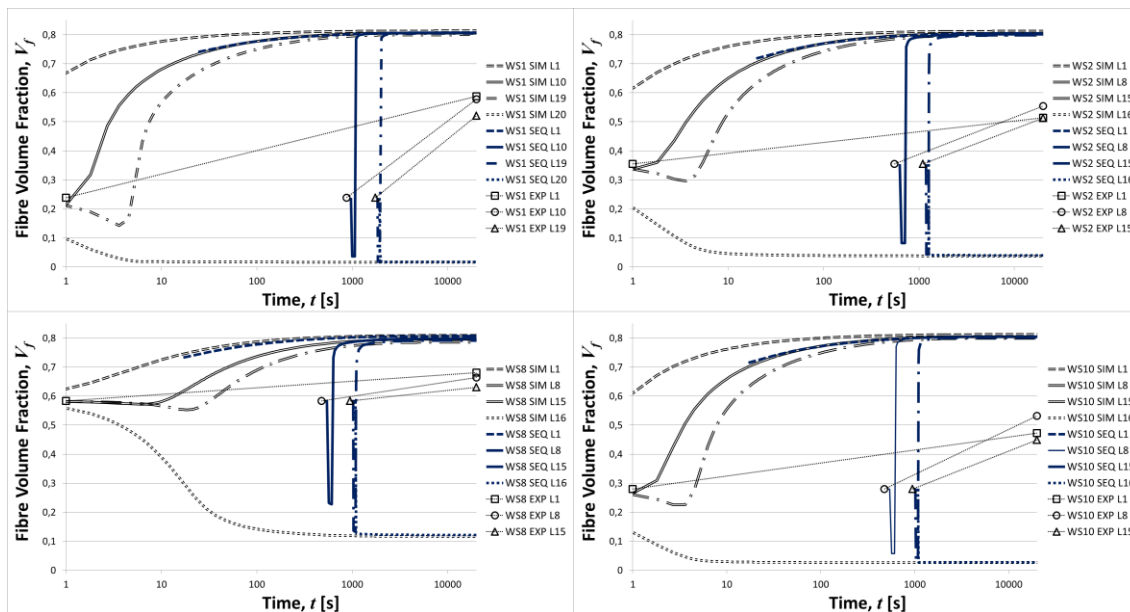 Fibre Volume Fraction, Vf
0,8
0,7
0,6
0,5
0,4
0,3
0,2
0,1
0
1
10
100
1000
10000
Time, t [s]
WS1 SIM L1
WS1 SIM L10
WS1 SIM L19
WS1 SIM L20
WS1 SEQ L1
WS1 SEQ L10
WS1 SEQ L19
WS1 SEQ L20
WS1 EXP L1
WS1 EXP L10
WS1 EXP L19
Fibre Volume Fraction, Vf
0,8
0,7
0,6
0,5
0,4
0,3
0,2
0,1
0
1
10
100
1000
10000
Time, t [s]
WS2 SIM L1
WS2 SIM L8
WS2 SIM L15
WS2 SIM L16
WS2 SEQ L1
WS2 SEQ L8
WS2 SEQ L15
WS2 SEQ L16
WS2 EXP L1
WS2 EXP L8
WS2 EXP L15
Fibre Volume Fraction, Vf
0,8
0,7
0,6
0,5
0,4
0,3
0,2
0,1
0
1
10
100
1000
10000
Time, t [s]
WS8 SIM L1
WS8 SIM L8
WS8 SIM L15
WS8 SIM L16
WS8 SEQ L1
WS8 SEQ L8
WS8 SEQ L15
WS8 SEQ L16
WS8 EXP L1
WS8 EXP L8
WS8 EXP L15
Fibre Volume Fraction, Vf
0,8
0,7
0,6
0,5
0,4
0,3
0,2
0,1
0
1
10
100
1000
10000
Time, t [s]
WS10 SIM L1
WS10 SIM L8
WS10 SIM L15
WS10 SIM L16
WS10 SEQ L1
WS10 SEQ L8
WS10 SEQ L15
WS10 SEQ L16
WS10 EXP L1
WS10 EXP L8
WS10 EXP L15